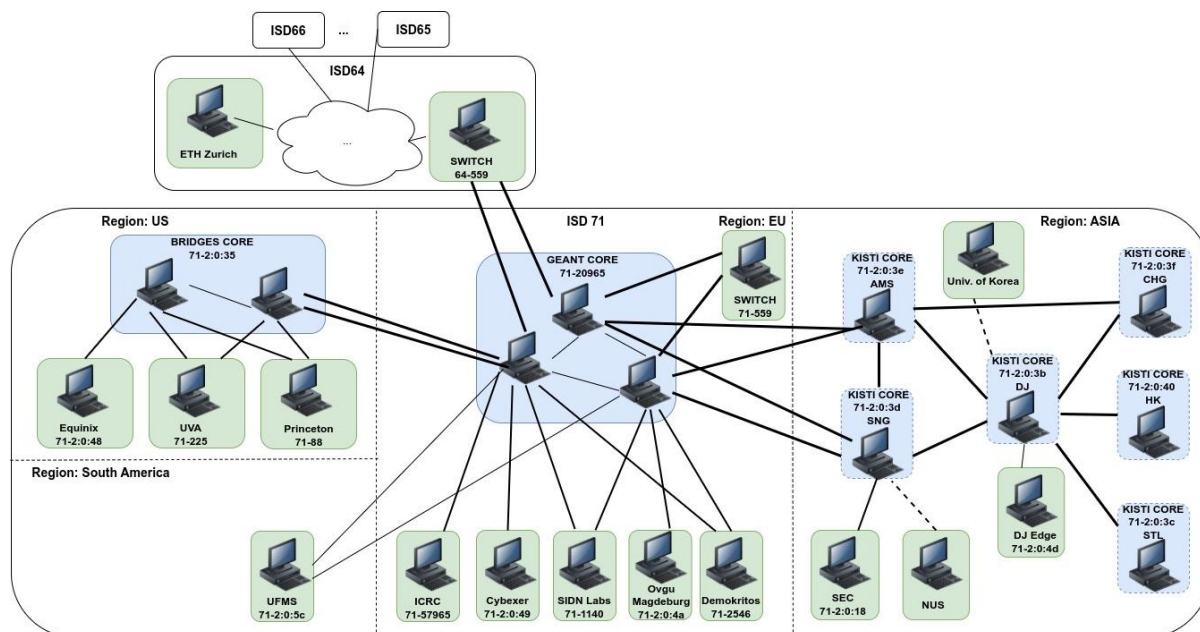 ISD66
...
ISD65
ISD64
ETH Zurich
...
SWITCH
64-559
Region: US
ISD 71
Region: EU
Region: ASIA
BRIDGES CORE
71-2:0:35
GEANT CORE
71-20965
SWITCH
71-559
KISTI CORE
71-2:0:3e
AMS
Univ. of Korea
KISTI CORE
71-2:0:3f
CHG
KISTI CORE
71-2:0:3b
DJ
KISTI CORE
71-2:0:40
HK
KISTI CORE
71-2:0:3d
SNG
Equinix
71-2:0:48
UVA
71-225
Princeton
71-88
Region: South America
KISTI CORE
71-2:0:3c
STL
DJ Edge
71-2:0:4d
UFMS
71-2:0:5c
ICRC
71-57965
Cybexer
71-2:0:49
SIDN Labs
71-1140
Ovgu
Magdeburg
71-2:0:4a
Demokritos
71-2546
SEC
71-2:0:18
NUS